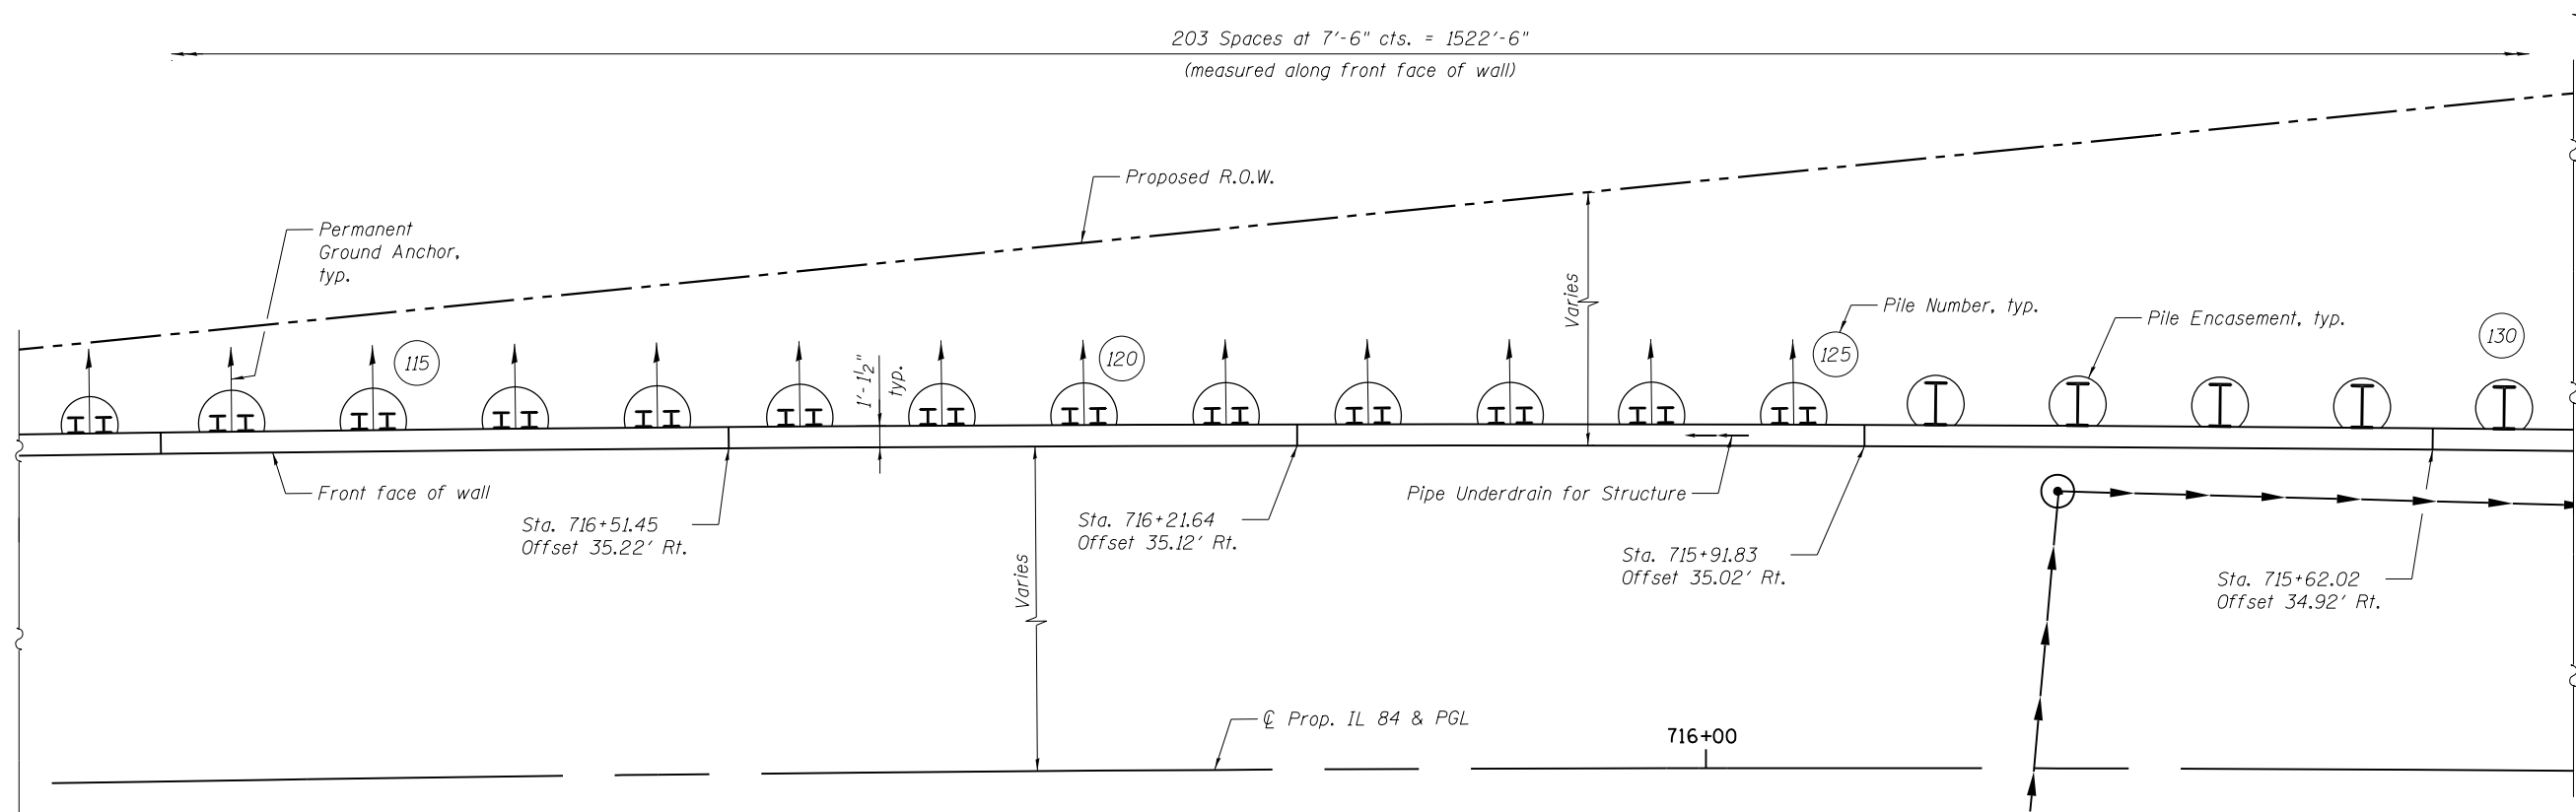 203 Spaces at 7'-6" cts. = 1522'-6"
(measured along front face of wall)
Proposed R.O.W.
Permanent
Ground Anchor,
typ.
Varies
Pile Number, typ.
Pile Encasement, typ.
115
120
125
130
1'-1½"
typ.
Front face of wall
Pipe Underdrain for Structure
Sta. 716+51.45
Offset 35.22' Rt.
Sta. 716+21.64
Offset 35.12' Rt.
Sta. 715+91.83
Offset 35.02' Rt.
Sta. 715+62.02
Offset 34.92' Rt.
Varies
℄ Prop. IL 84 & PGL
716+00